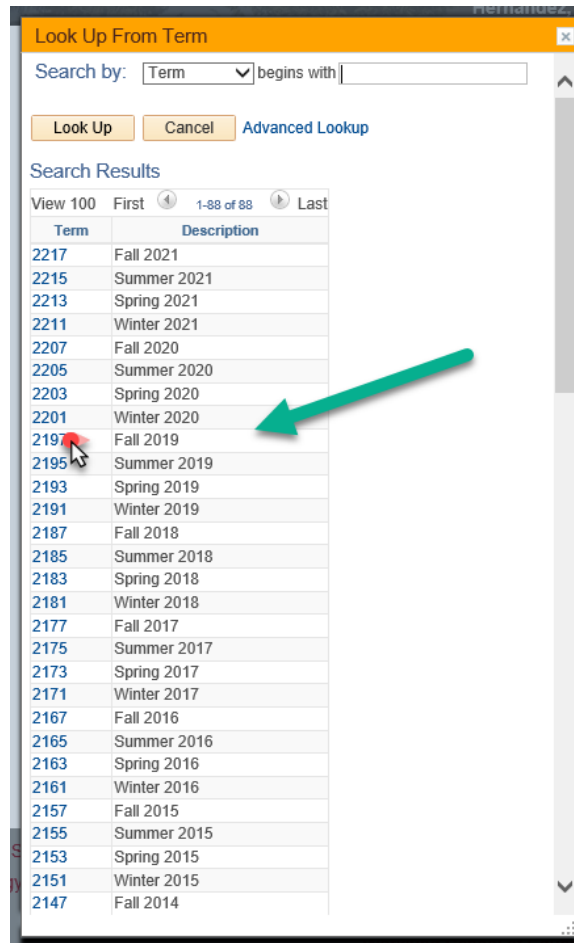 Hernandez,
Look Up From Term
Search by: Term begins with
Look Up Cancel Advanced Lookup
Search Results
View 100 First 1-88 of 88 Last
Term Description
2217 Fall 2021
2215 Summer 2021
2213 Spring 2021
2211 Winter 2021
2207 Fall 2020
2205 Summer 2020
2203 Spring 2020
2201 Winter 2020
2197 Fall 2019
2195 Summer 2019
2193 Spring 2019
2191 Winter 2019
2187 Fall 2018
2185 Summer 2018
2183 Spring 2018
2181 Winter 2018
2177 Fall 2017
2175 Summer 2017
2173 Spring 2017
2171 Winter 2017
2167 Fall 2016
2165 Summer 2016
2163 Spring 2016
2161 Winter 2016
2157 Fall 2015
2155 Summer 2015
2153 Spring 2015
2151 Winter 2015
2147 Fall 2014